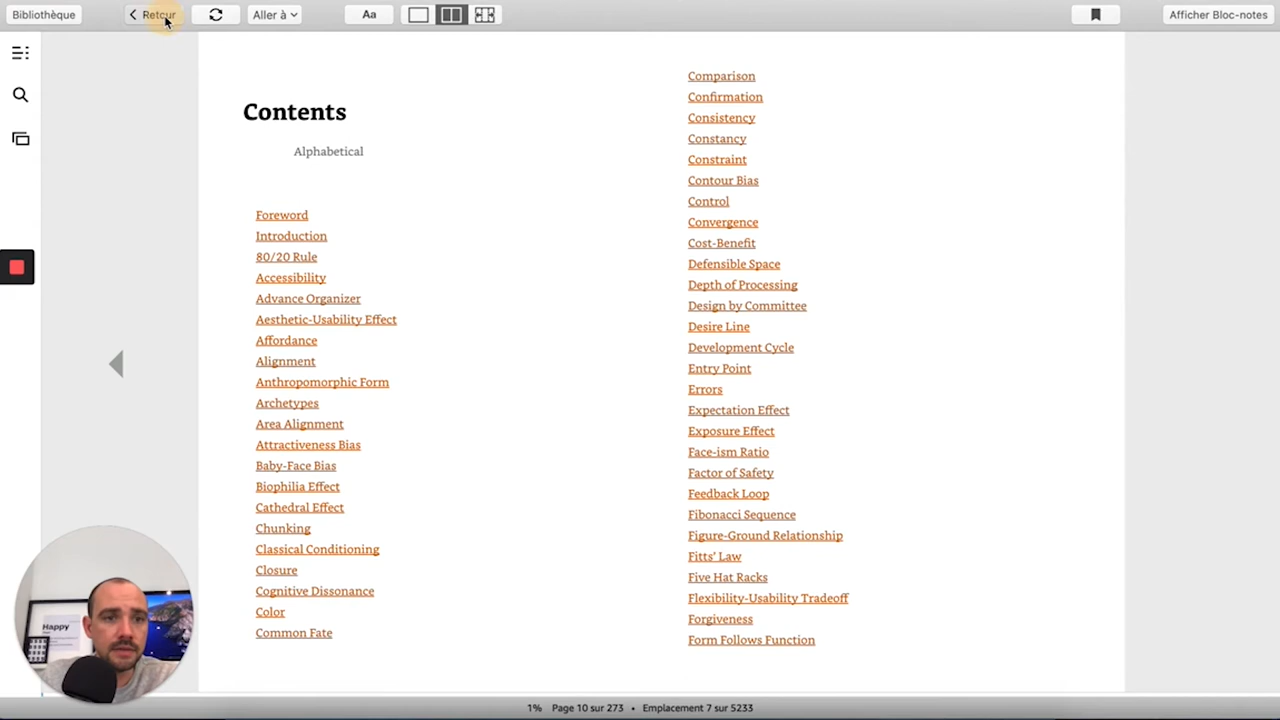 Bibliothèque
Retour
Aller à
Aa
Afficher Bloc-notes
Contents
Alphabetical
Foreword
Introduction
80/20 Rule
Accessibility
Advance Organizer
Aesthetic-Usability Effect
Affordance
Alignment
Anthropomorphic Form
Archetypes
Area Alignment
Attractiveness Bias
Baby-Face Bias
Biophilia Effect
Cathedral Effect
Chunking
Classical Conditioning
Closure
Cognitive Dissonance
Color
Common Fate
Comparison
Confirmation
Consistency
Constancy
Constraint
Contour Bias
Control
Convergence
Cost-Benefit
Defensible Space
Depth of Processing
Design by Committee
Desire Line
Development Cycle
Entry Point
Errors
Expectation Effect
Exposure Effect
Face-ism Ratio
Factor of Safety
Feedback Loop
Fibonacci Sequence
Figure-Ground Relationship
Fitts' Law
Five Hat Racks
Flexibility-Usability Tradeoff
Forgiveness
Form Follows Function
Happy
1% Page 10 sur 273 • Emplacement 7 sur 5233